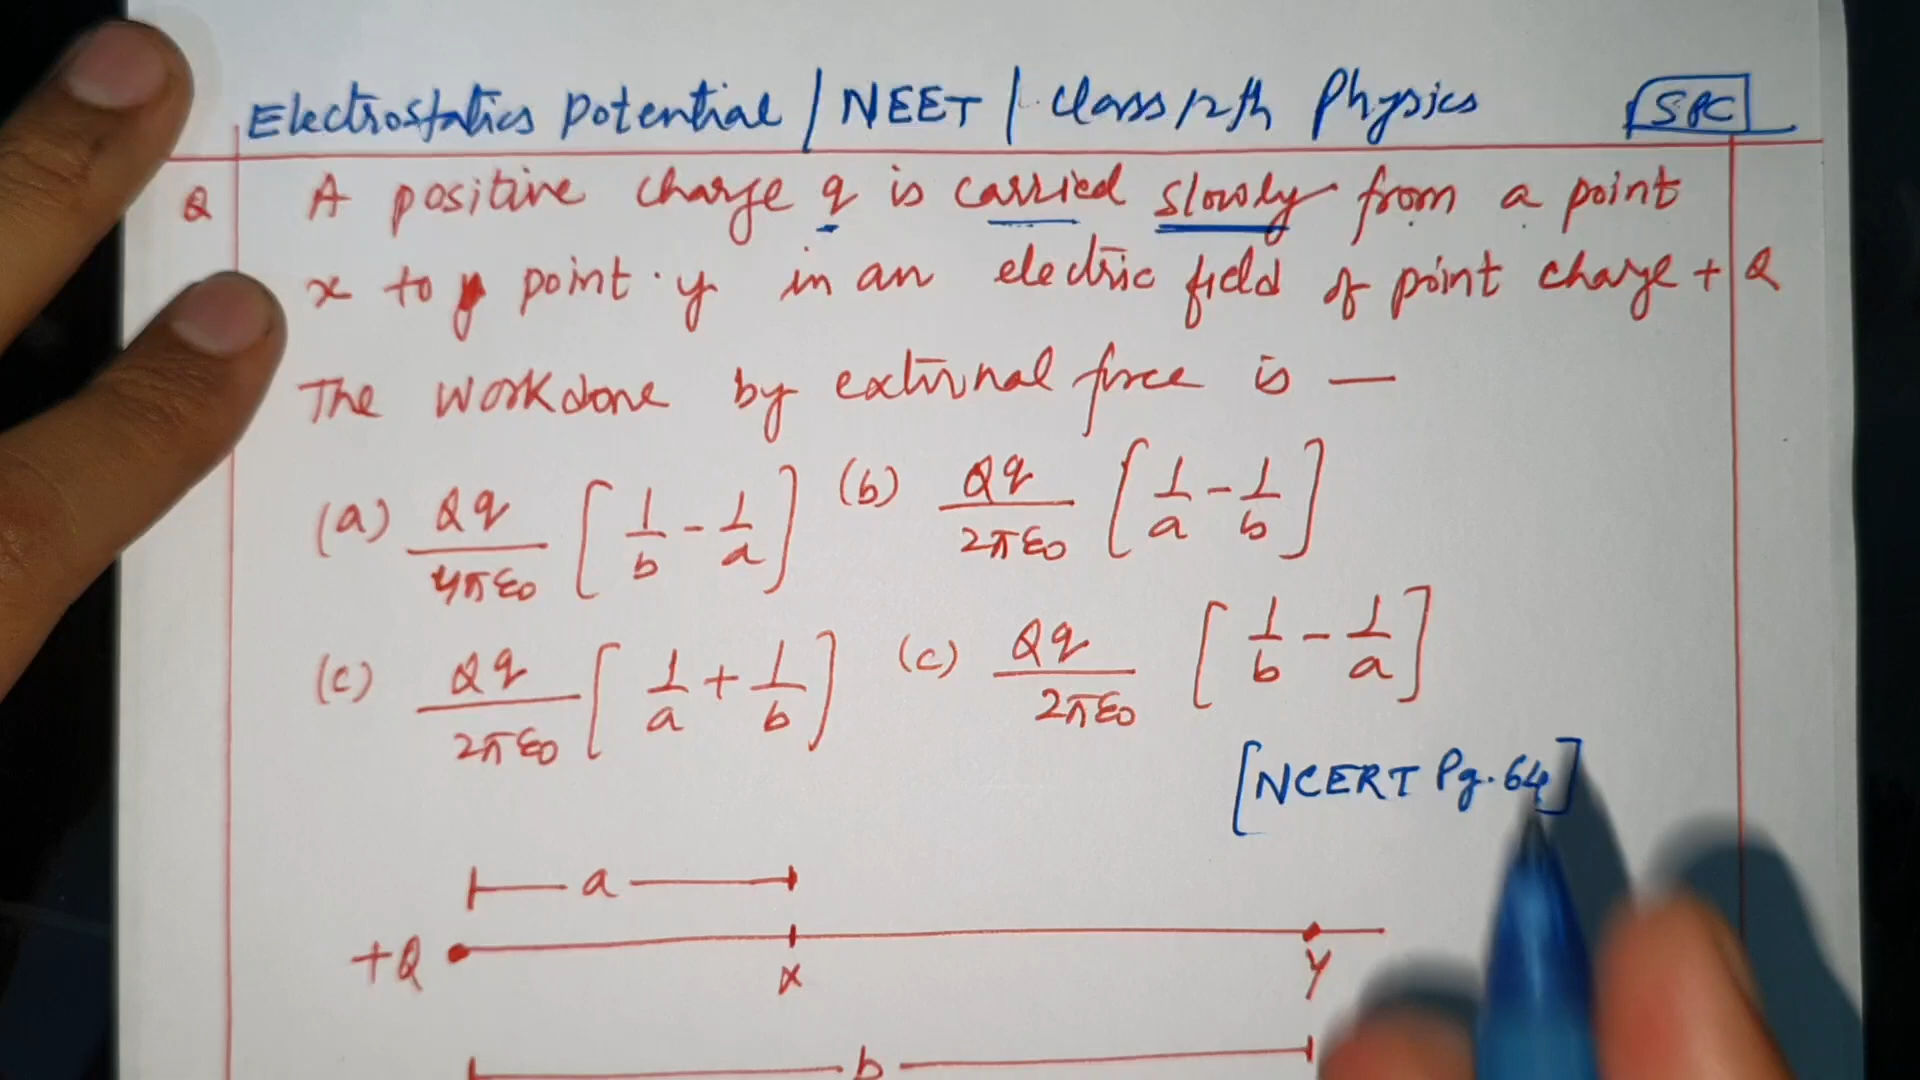 Electrostatics Potential / NEET / Class 12th Physics SPC
Q A positive charge q is carried slowly from a point
x to point y in an electric field of point charge + Q
The work done by external force is —
(a) Qq/4πε0 [1/b - 1/a] (b) Qq/2πε0 [1/a - 1/b]
(c) Qq/2πε0 [1/a + 1/b] (c) Qq/2πε0 [1/b - 1/a]
[NCERT Pg. 64]
a
+Q x y
b